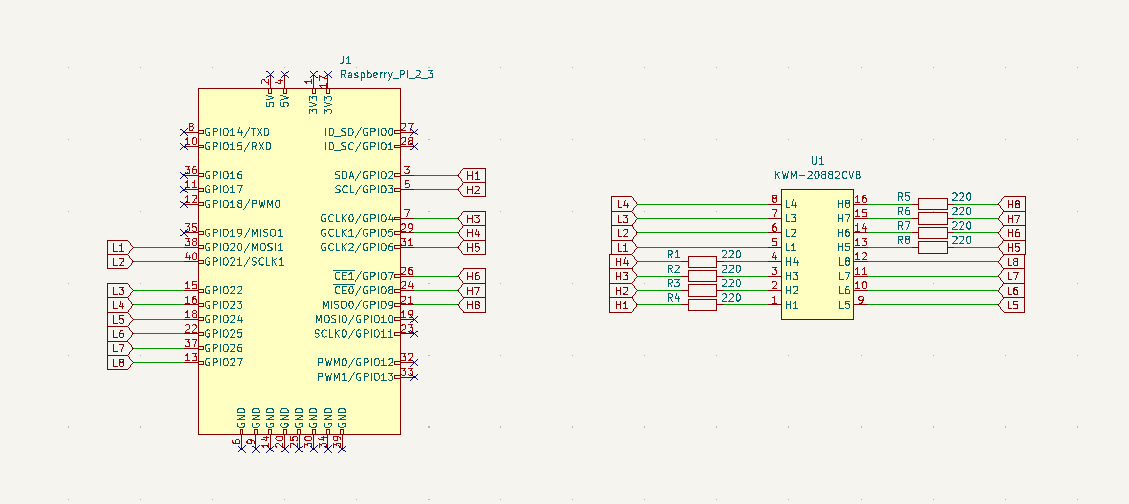 J1
Raspberry_Pi_2_3
2 4 1 17
5V 5V 3V3 3V3
8 GPIO14/TXD ID_SD/GPIO0 27
10 GPIO15/RXD ID_SC/GPIO1 28
36 GPIO16 SDA/GPIO2 3 H1
11 GPIO17 SCL/GPIO3 5 H2
12 GPIO18/PWM0
GCLK0/GPIO4 7 H3
35 GPIO19/MISO1 GCLK1/GPIO5 29 H4
L1 38 GPIO20/MOSI1 GCLK2/GPIO6 31 H5
L2 40 GPIO21/SCLK1
CE1/GPIO7 26 H6
L3 15 GPIO22 CE0/GPIO8 24 H7
L4 16 GPIO23 MISO0/GPIO9 21 H8
L5 18 GPIO24 MOSI0/GPIO10 19
L6 22 GPIO25 SCLK0/GPIO11 23
L7 37 GPIO26
L8 13 GPIO27 PWM0/GPIO12 32
PWM1/GPIO13 33
GND GND GND GND GND GND GND GND
6 9 14 20 25 30 34 39
U1
KWM-20882CVB
L4 8 L4 H8 16 R5 220 H8
L3 7 L3 H7 15 R6 220 H7
L2 6 L2 H6 14 R7 220 H6
L1 5 L1 H5 13 R8 220 H5
H4 R1 220 4 H4 L8 12 L8
H3 R2 220 3 H3 L7 11 L7
H2 R3 220 2 H2 L6 10 L6
H1 R4 220 1 H1 L5 9 L5